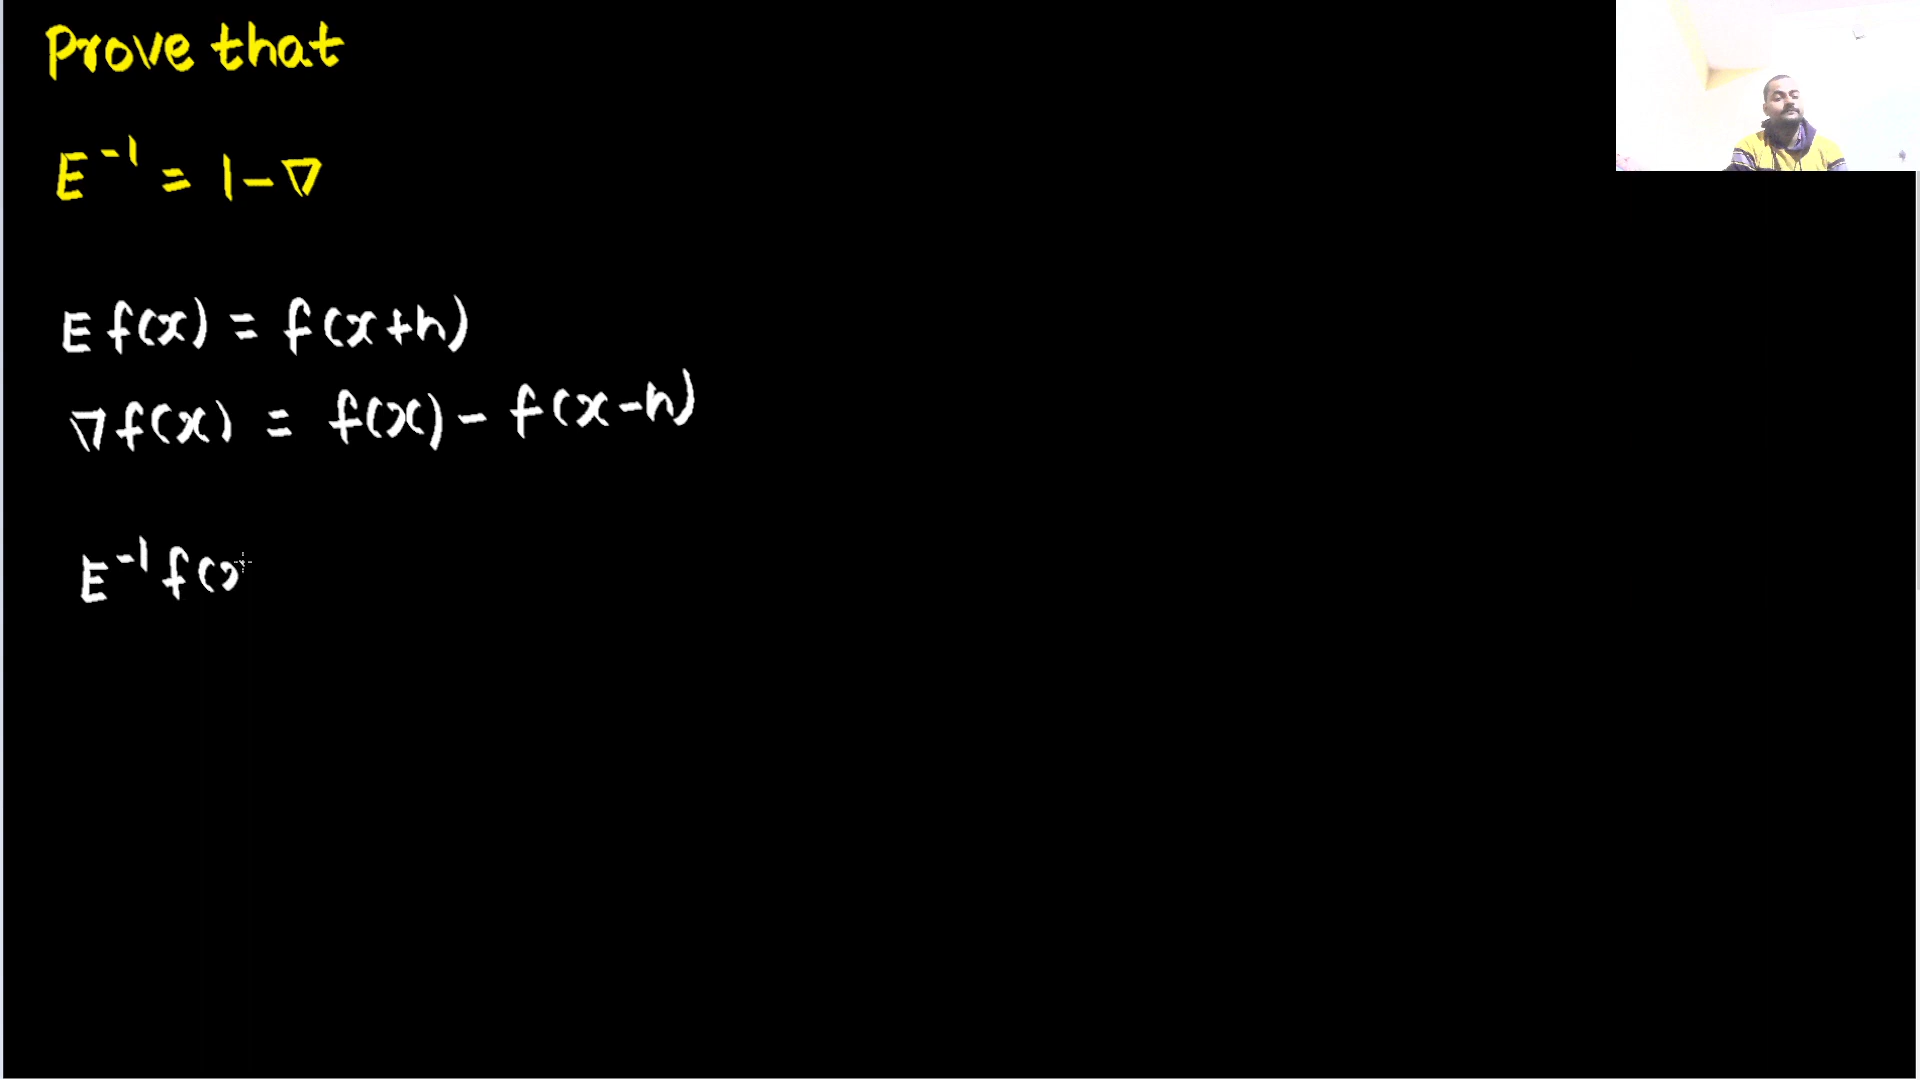 Prove that
E⁻¹ = 1 - ∇
E f(x) = f(x+h)
∇ f(x) = f(x) - f(x-h)
E⁻¹ f(x